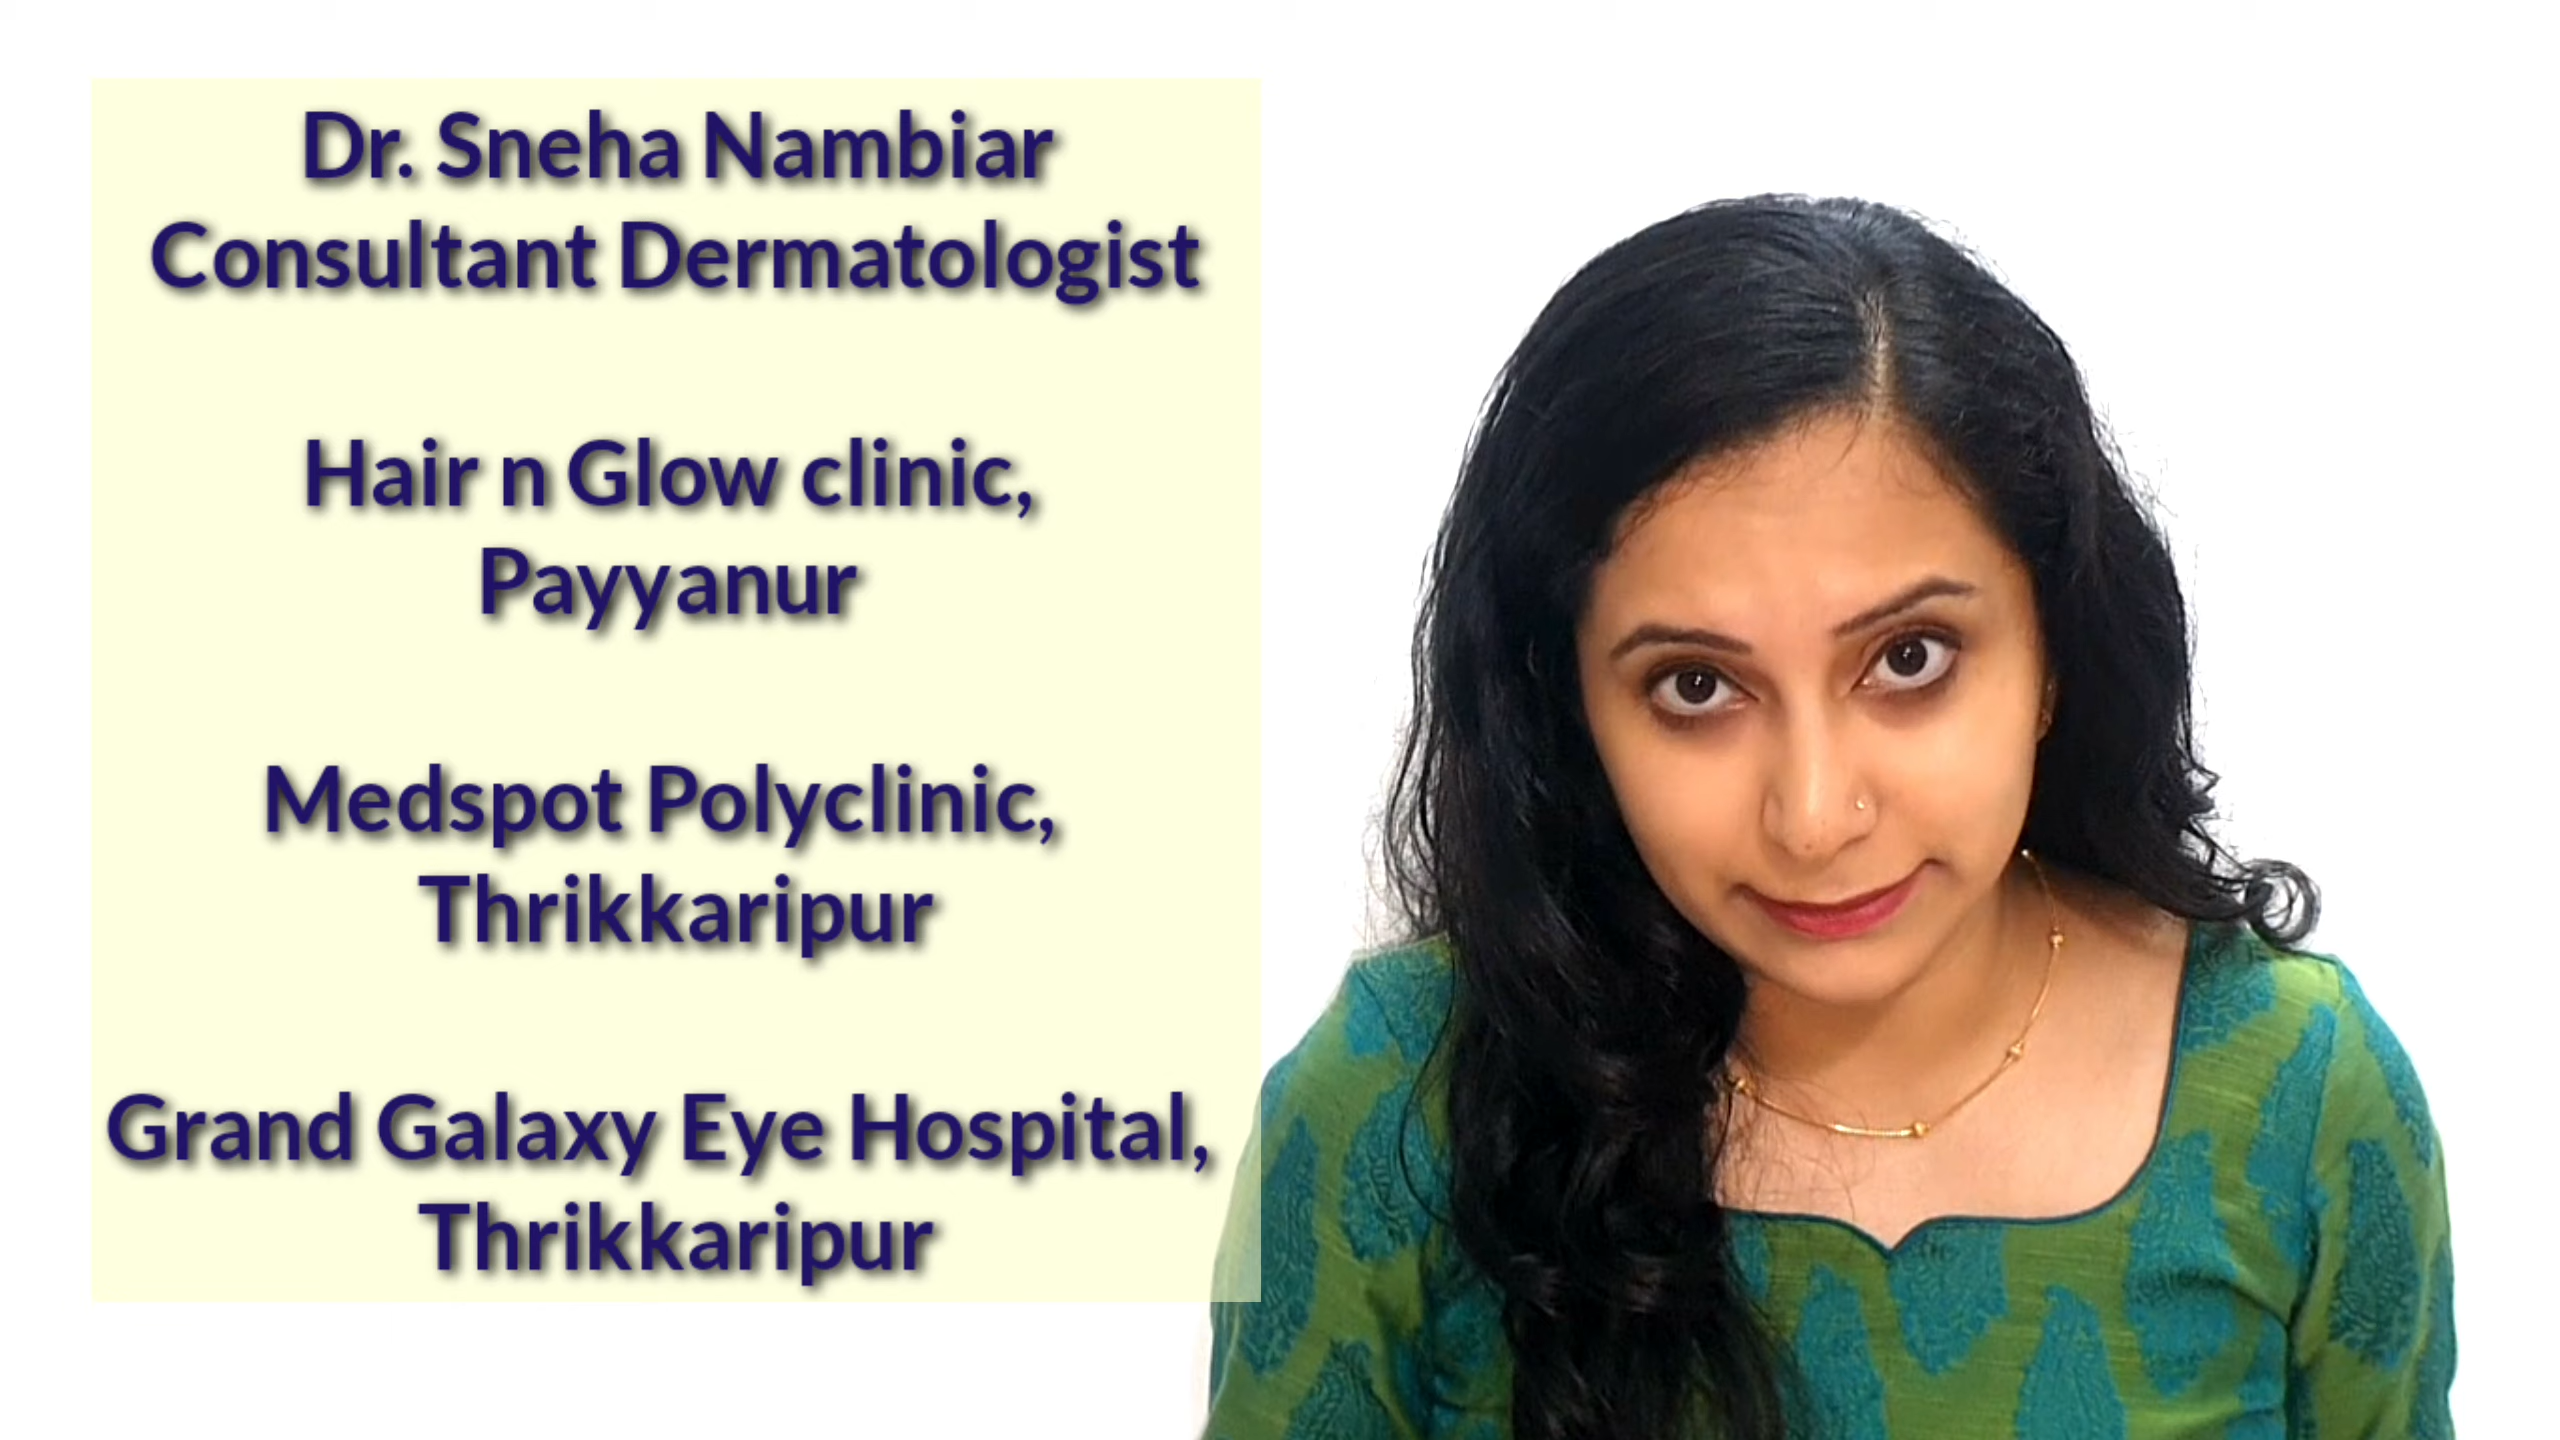 Dr. Sneha Nambiar
Consultant Dermatologist
Hair n Glow clinic,
Payyanur
Medspot Polyclinic,
Thrikkaripur
Grand Galaxy Eye Hospital,
Thrikkaripur